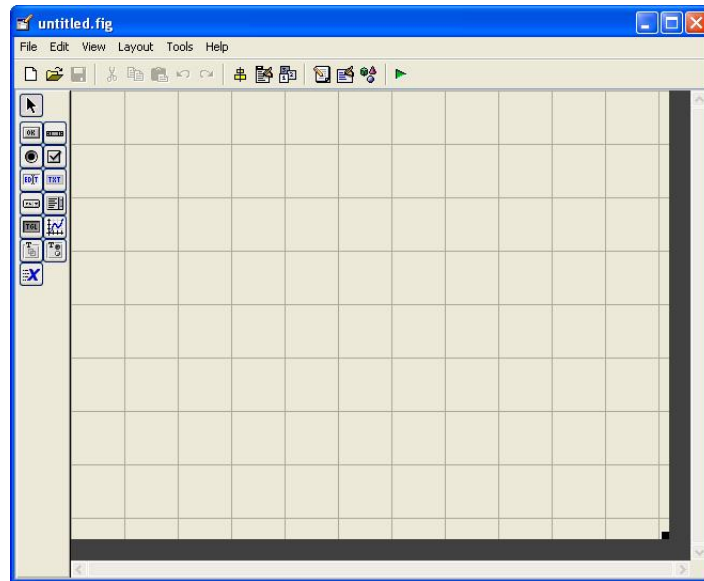 untitled.fig
File Edit View Layout Tools Help
OK
EDIT TXT
TGL
T T
X